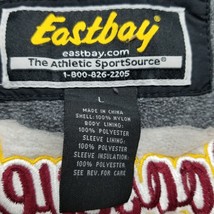 Eastbay
eastbay.com
The Athletic SportSource®
1-800-826-2205
L
MADE IN CHINA
SHELL: 100% NYLON
BODY LINING:
100% POLYESTER
SLEEVE LINING:
100% POLYESTER
SLEEVE INSULATION:
100% POLYESTER
SEE REV. FOR CARE